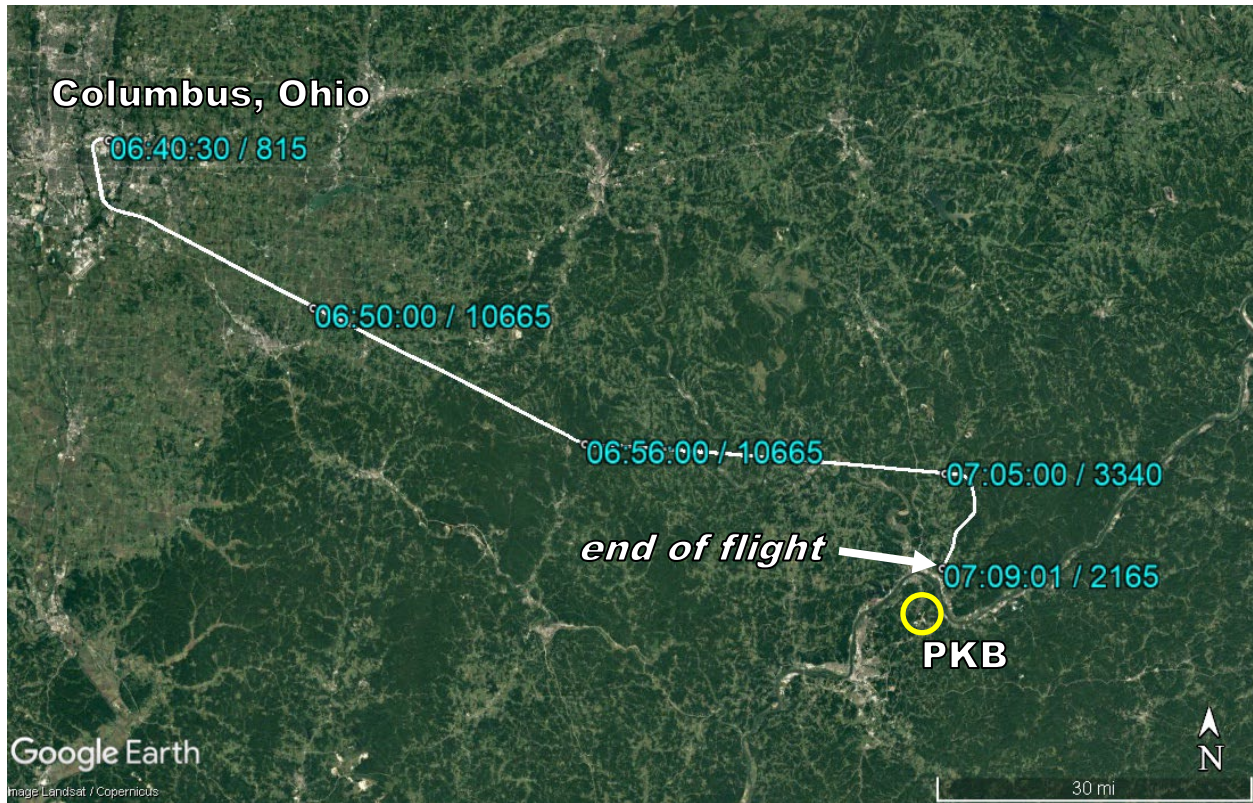 Columbus, Ohio
06:40:30 / 815
06:50:00 / 10665
06:56:00 / 10665
07:05:00 / 3340
end of flight
07:09:01 / 2165
PKB
N
Google Earth
30 mi
mage Landsat / Copernicus